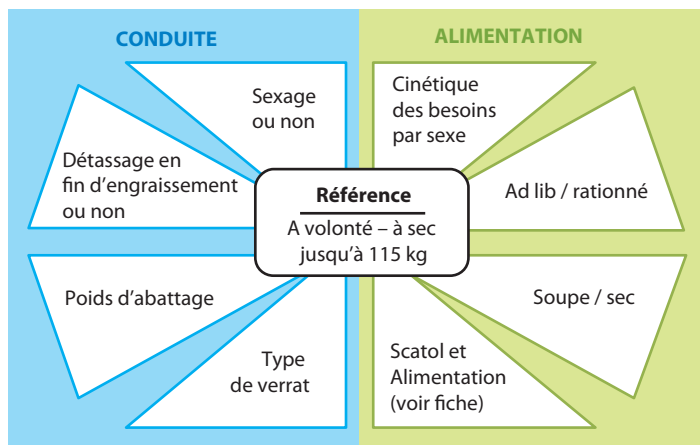 CONDUITE
Sexage
ou non
Détassage en
fin d'engraissement
ou non
Poids d'abattage
Type
de verrat
Référence
A volonté – à sec
jusqu'à 115 kg
ALIMENTATION
Cinétique
des besoins
par sexe
Ad lib / rationné
Soupe / sec
Scatol et
Alimentation
(voir fiche)